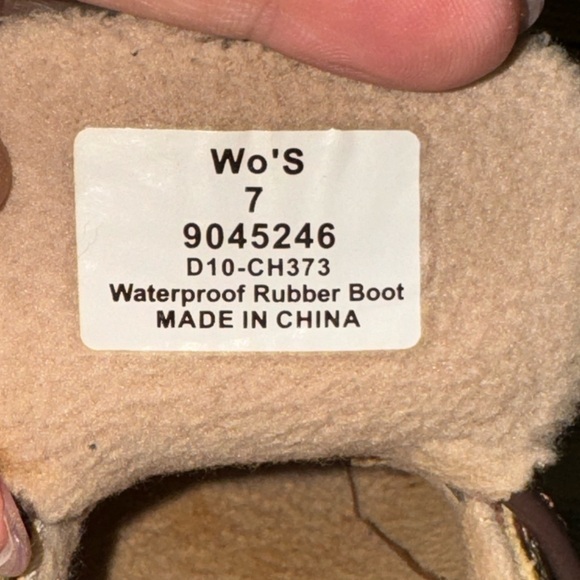 Wo'S
7
9045246
D10-CH373
Waterproof Rubber Boot
MADE IN CHINA